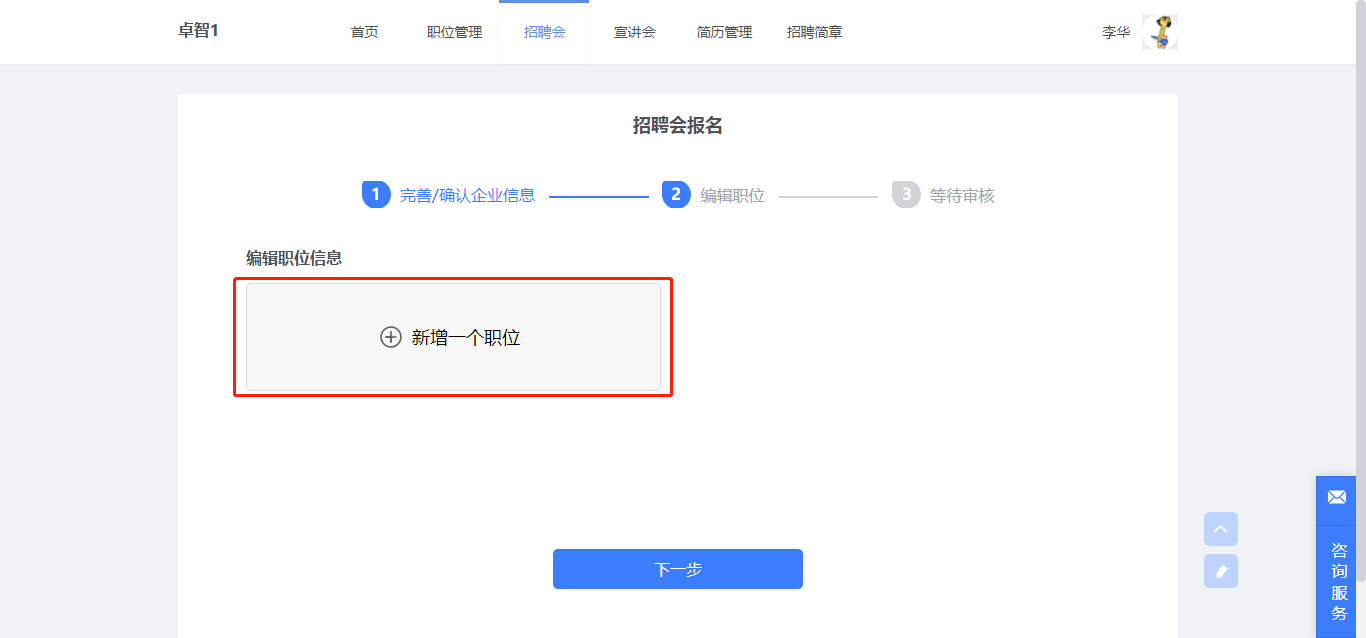 卓智1 首页 职位管理 招聘会 宣讲会 简历管理 招聘简章 李华
招聘会报名
1 完善/确认企业信息 2 编辑职位 3 等待审核
编辑职位信息
新增一个职位
下一步
咨询服务